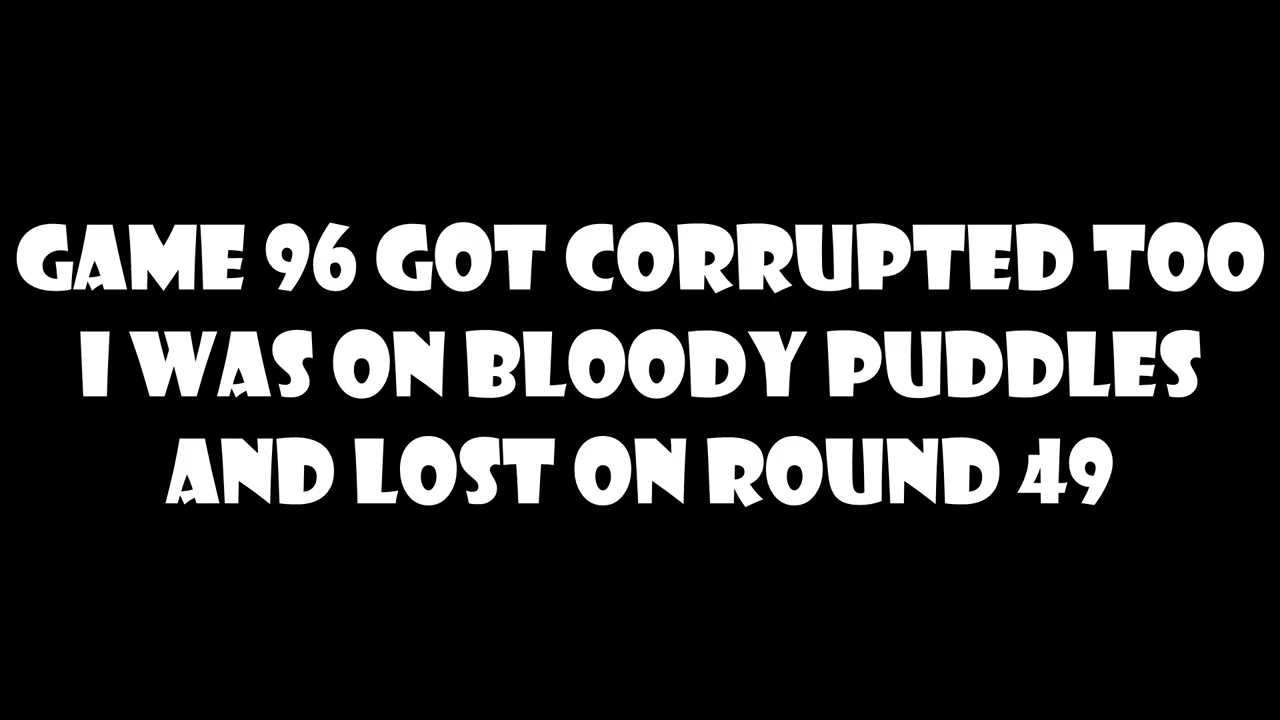 GAME 96 GOT CORRUPTED TOO
I WAS ON BLOODY PUDDLES
AND LOST ON ROUND 49